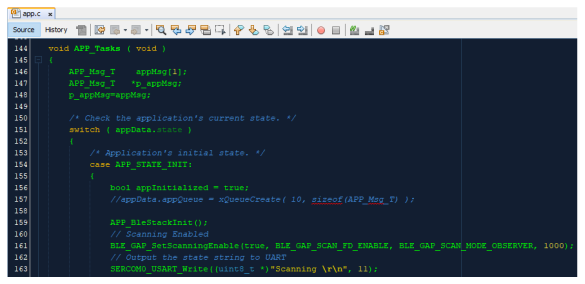 app.c x
Source History
144 void APP_Tasks ( void )
145 {
146 APP_Msg_T appMsg[1];
147 APP_Msg_T *p_appMsg;
148 p_appMsg=appMsg;
149
150 /* Check the application's current state. */
151 switch ( appData.state )
152 {
153 /* Application's initial state. */
154 case APP_STATE_INIT:
155 {
156 bool appInitialized = true;
157 //appData.appQueue = xQueueCreate( 10, sizeof(APP_Msg_T) );
158
159 APP_BleStackInit();
160 // Scanning Enabled
161 BLE_GAP_SetScanningEnable(true, BLE_GAP_SCAN_FD_ENABLE, BLE_GAP_SCAN_MODE_OBSERVER, 1000);
162 // Output the state string to UART
163 SERCOM0_USART_Write((uint8_t *)"Scanning \r\n", 11);